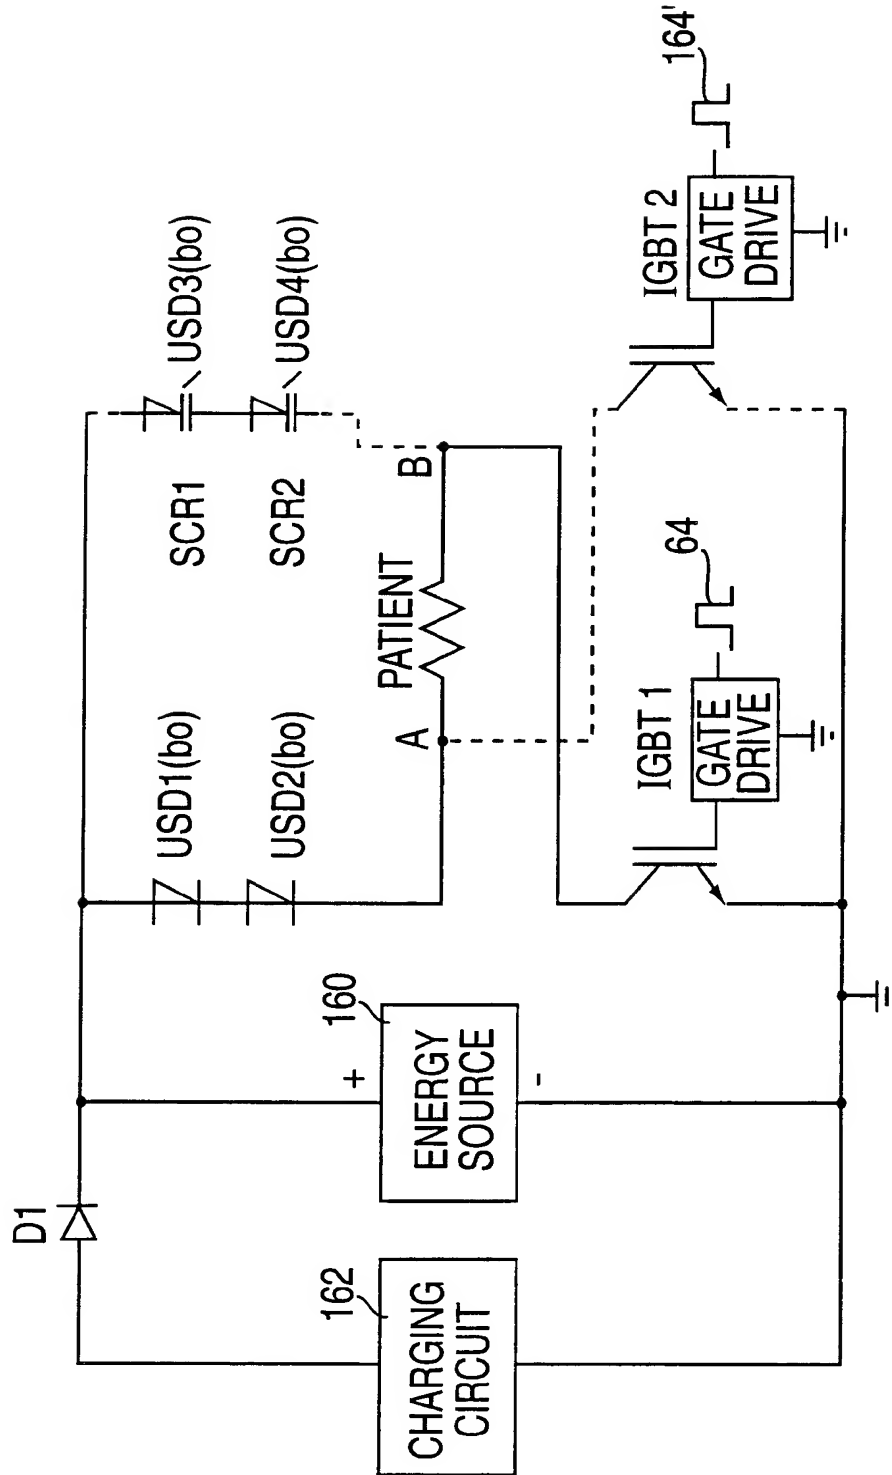 D1
162
CHARGING
CIRCUIT
160
+
ENERGY
SOURCE
-
USD1(bo)
USD2(bo)
SCR1
USD3(bo)
SCR2
USD4(bo)
A
PATIENT
B
IGBT 1
GATE
DRIVE
64
IGBT 2
GATE
DRIVE
164'